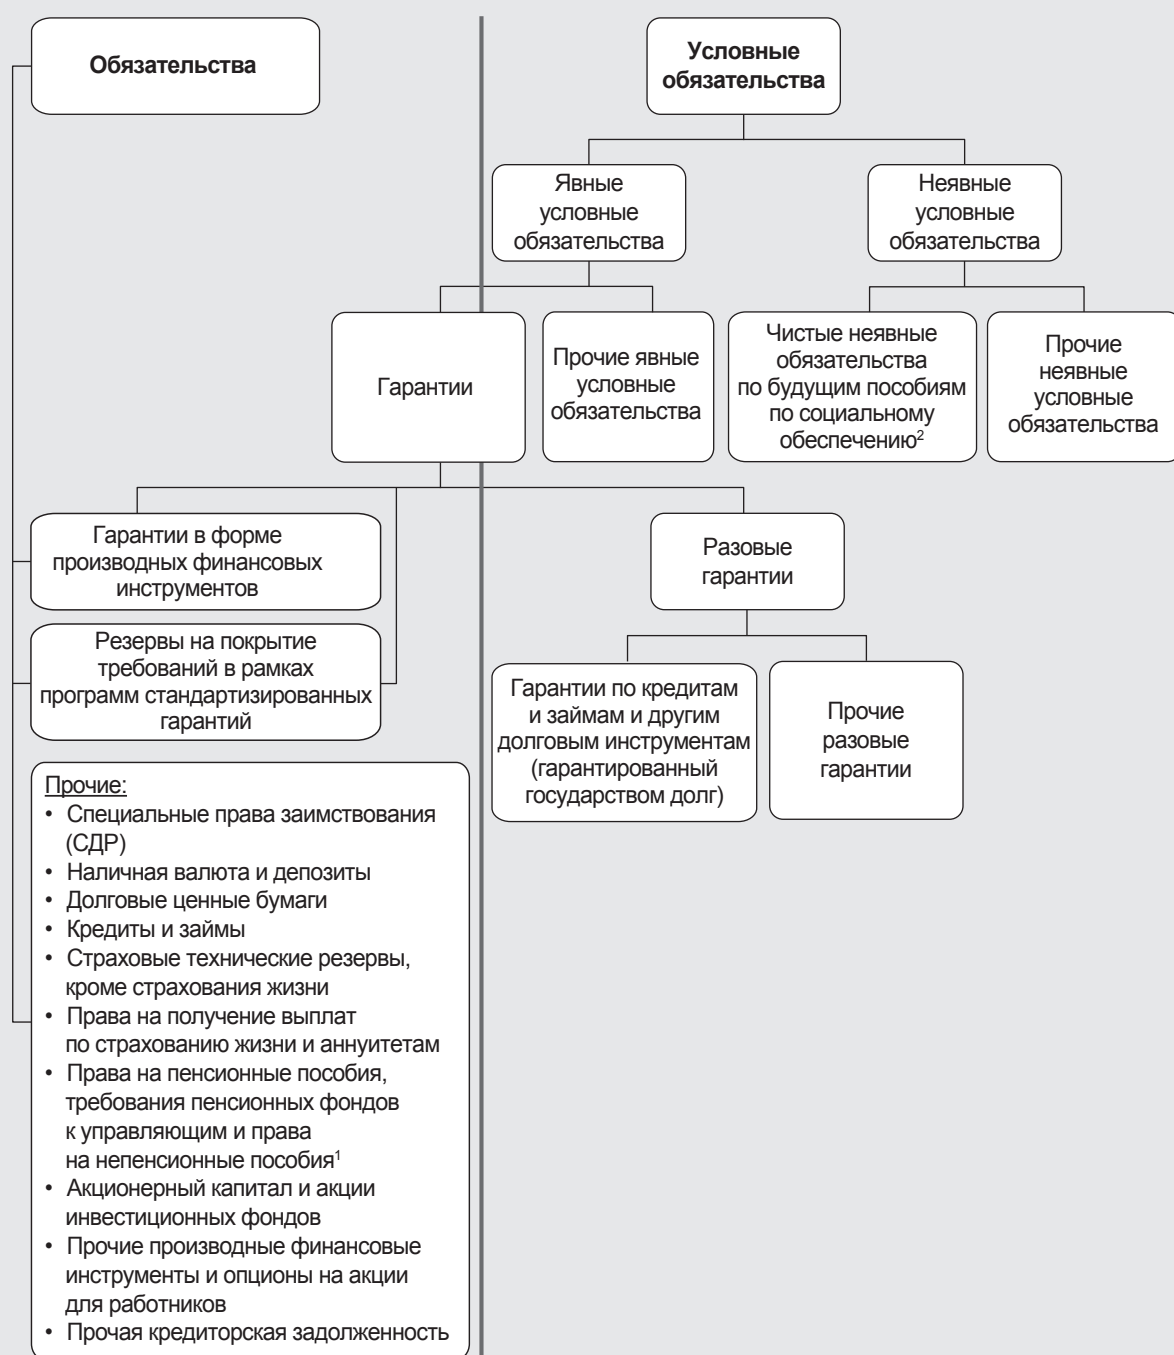 Обязательства
Условные
обязательства
Явные
условные
обязательства
Неявные
условные
обязательства
Гарантии
Прочие явные
условные
обязательства
Чистые неявные
обязательства
по будущим пособиям
по социальному
обеспечению²
Прочие
неявные
условные
обязательства
Гарантии в форме
производных финансовых
инструментов
Разовые
гарантии
Резервы на покрытие
требований в рамках
программ стандартизированных
гарантий
Гарантии по кредитам
и займам и другим
долговым инструментам
(гарантированный
государством долг)
Прочие
разовые
гарантии
Прочие:
• Специальные права заимствования
(СДР)
• Наличная валюта и депозиты
• Долговые ценные бумаги
• Кредиты и займы
• Страховые технические резервы,
кроме страхования жизни
• Права на получение выплат
по страхованию жизни и аннуитетам
• Права на пенсионные пособия,
требования пенсионных фондов
к управляющим и права
на непенсионные пособия¹
• Акционерный капитал и акции
инвестиционных фондов
• Прочие производные финансовые
инструменты и опционы на акции
для работников
• Прочая кредиторская задолженность